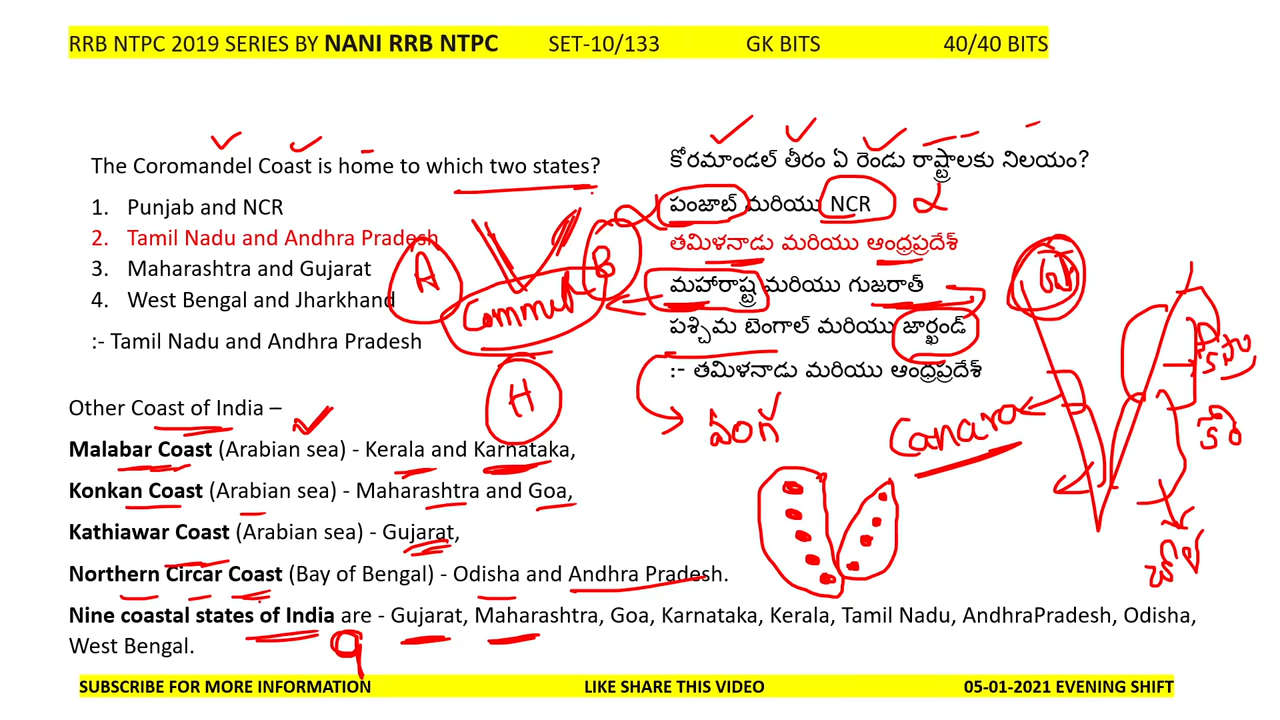 RRB NTPC 2019 SERIES BY NANI RRB NTPC SET-10/133 GK BITS 40/40 BITS
The Coromandel Coast is home to which two states?
1. Punjab and NCR
2. Tamil Nadu and Andhra Pradesh
3. Maharashtra and Gujarat
4. West Bengal and Jharkhand
:- Tamil Nadu and Andhra Pradesh
కోరమాండల్ తీరం ఏ రెండు రాష్ట్రాలకు నిలయం?
పంజాబ్ మరియు NCR
తమిళనాడు మరియు ఆంధ్రప్రదేశ్
మహారాష్ట్ర మరియు గుజరాత్
పశ్చిమ బెంగాల్ మరియు జార్ఖండ్
:- తమిళనాడు మరియు ఆంధ్రప్రదేశ్
A
B
H
Canara
Other Coast of India –
Malabar Coast (Arabian sea) - Kerala and Karnataka,
Konkan Coast (Arabian sea) - Maharashtra and Goa,
Kathiawar Coast (Arabian sea) - Gujarat,
Northern Circar Coast (Bay of Bengal) - Odisha and Andhra Pradesh.
Nine coastal states of India are - Gujarat, Maharashtra, Goa, Karnataka, Kerala, Tamil Nadu, AndhraPradesh, Odisha,
West Bengal.
9
SUBSCRIBE FOR MORE INFORMATION LIKE SHARE THIS VIDEO 05-01-2021 EVENING SHIFT